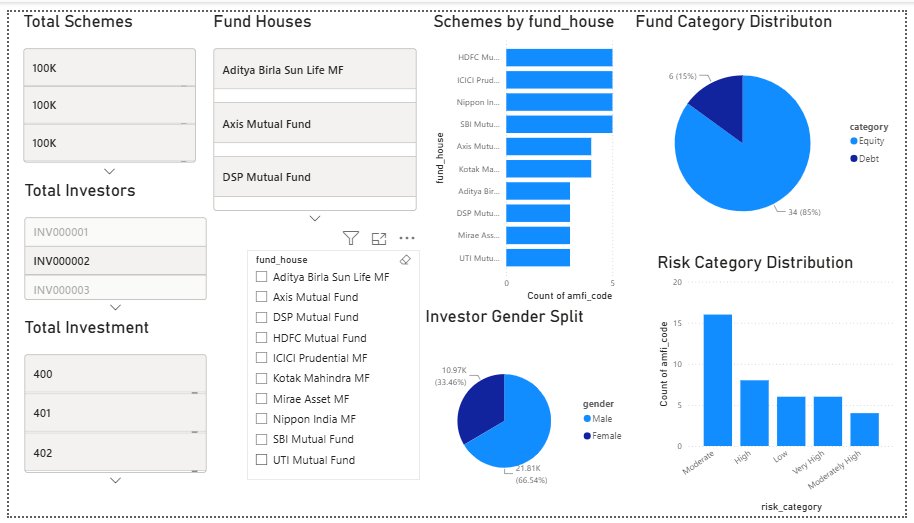 Total Schemes
100K
100K
100K
Total Investors
INV000001
INV000002
INV000003
Total Investment
400
401
402
Fund Houses
Aditya Birla Sun Life MF
Axis Mutual Fund
DSP Mutual Fund
fund_house
Aditya Birla Sun Life MF
Axis Mutual Fund
DSP Mutual Fund
HDFC Mutual Fund
ICICI Prudential MF
Kotak Mahindra MF
Mirae Asset MF
Nippon India MF
SBI Mutual Fund
UTI Mutual Fund
Schemes by fund_house
fund_house
HDFC Mu...
ICICI Prud...
Nippon In...
SBI Mutu...
Axis Mutu...
Kotak Ma...
Aditya Bir...
DSP Mutu...
Mirae Ass...
UTI Mutu...
0 5
Count of amfi_code
Investor Gender Split
10.97K
(33.46%)
21.81K
(66.54%)
gender
Male
Female
Fund Category Distributon
6 (15%)
34 (85%)
category
Equity
Debt
Risk Category Distribution
Count of amfi_code
20
15
10
5
0
Moderate
High
Low
Very High
Moderately High
risk_category